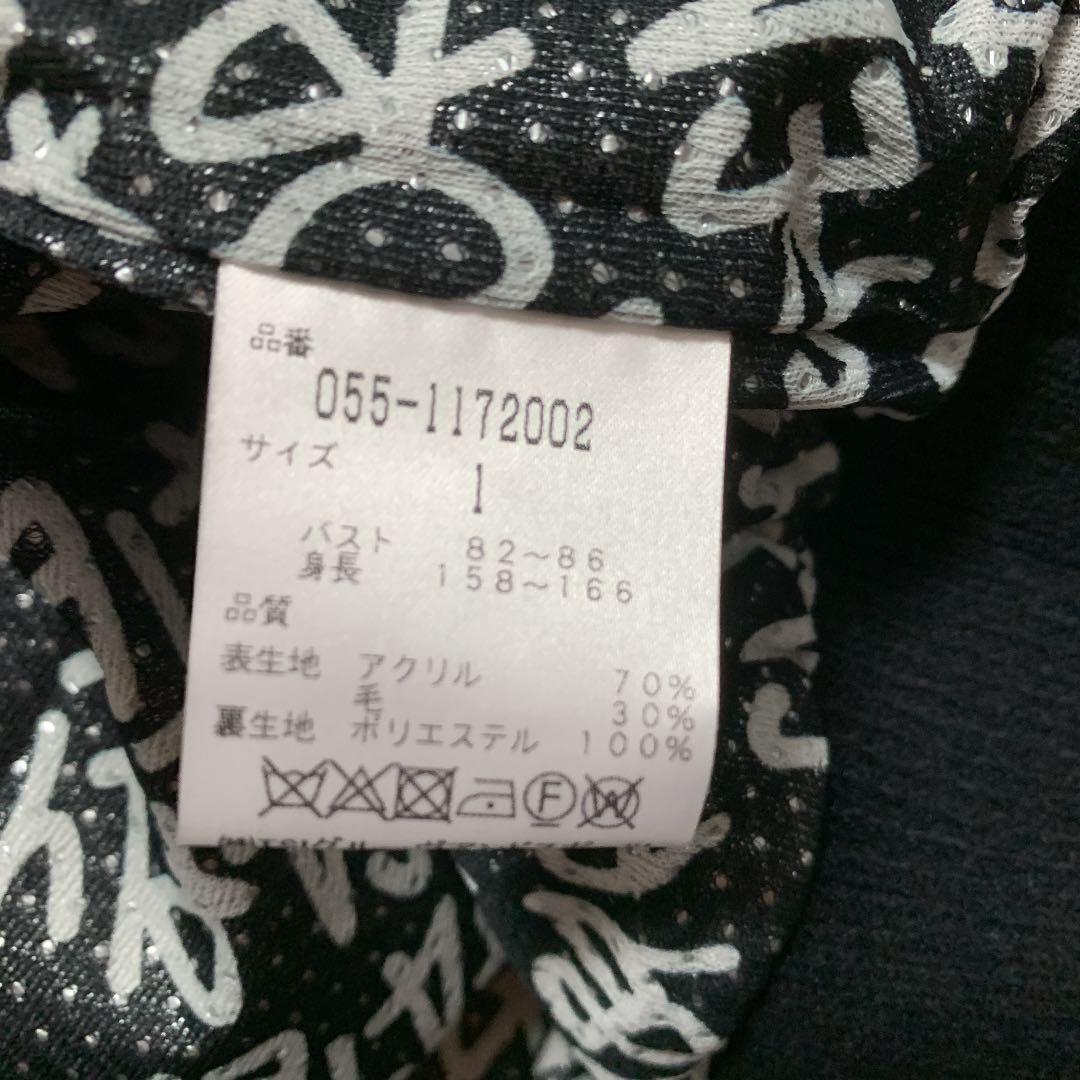 品番
055-1172002
サイズ
1
バスト 82〜86
身長 158〜166
品質
表生地 アクリル 70%
毛 30%
裏生地 ポリエステル 100%
F W